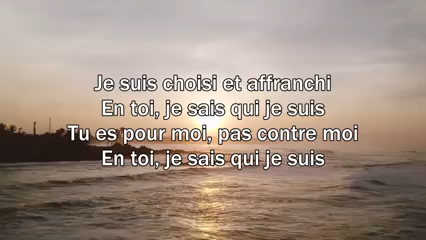 Je suis choisi et affranchi
En toi, je sais qui je suis
Tu es pour moi, pas contre moi
En toi, je sais qui je suis